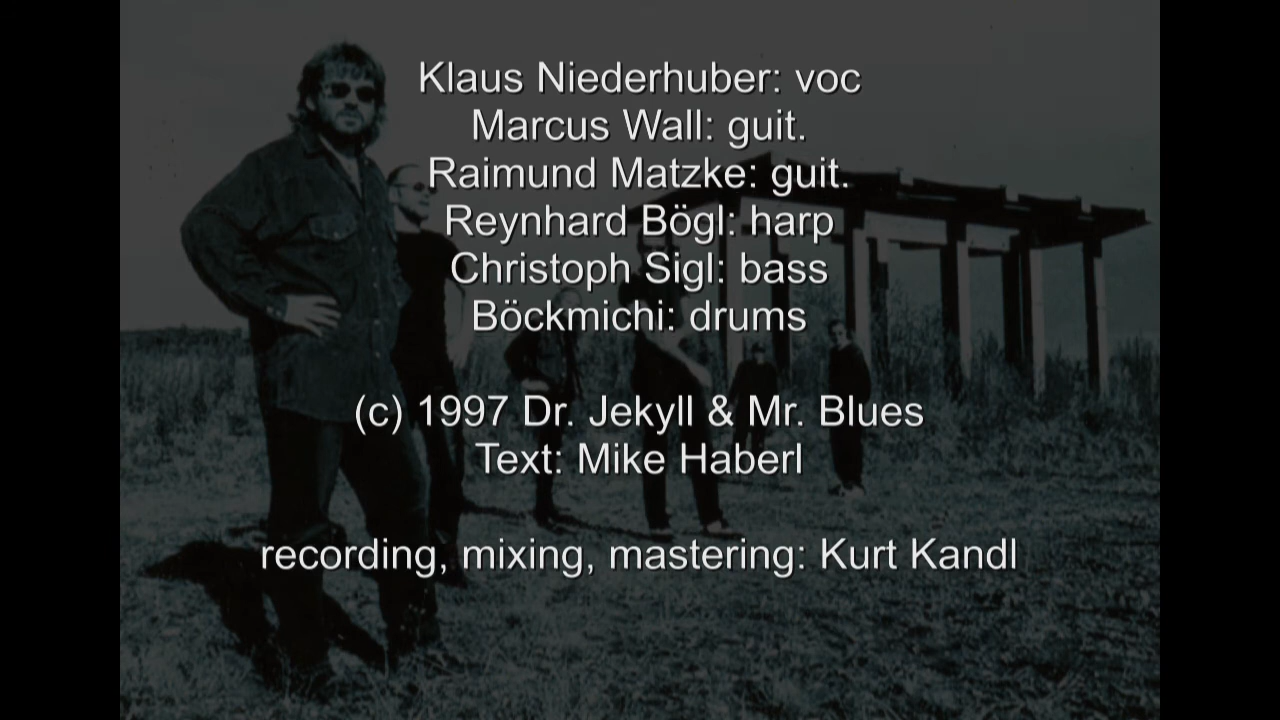 Klaus Niederhuber: voc
Marcus Wall: guit.
Raimund Matzke: guit.
Reynhard Bögl: harp
Christoph Sigl: bass
Böckmichi: drums
(c) 1997 Dr. Jekyll & Mr. Blues
Text: Mike Haberl
recording, mixing, mastering: Kurt Kandl